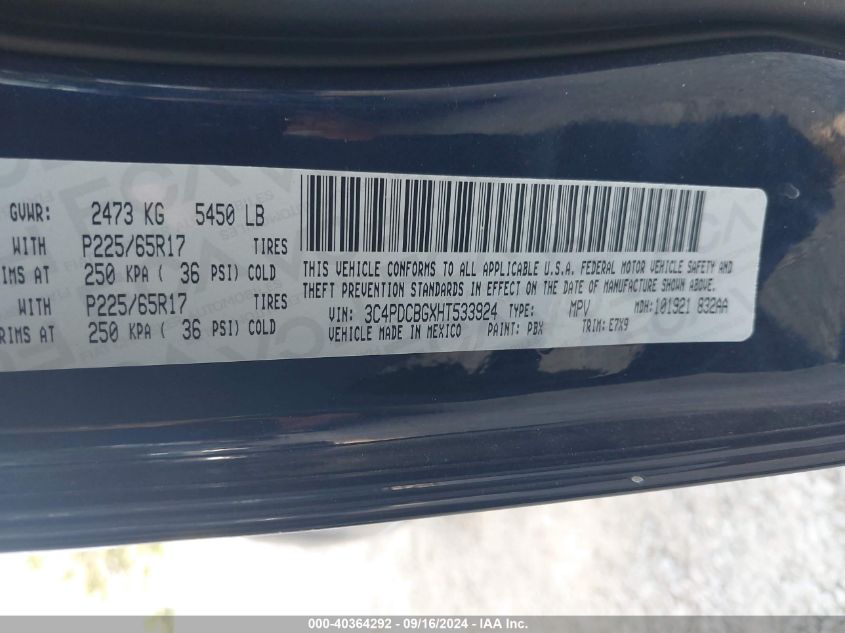 GVWR: 2473 KG 5450 LB
WITH P225/65R17 TIRES
RIMS AT 250 KPA ( 36 PSI) COLD
WITH P225/65R17 TIRES
RIMS AT 250 KPA ( 36 PSI) COLD
THIS VEHICLE CONFORMS TO ALL APPLICABLE U.S.A. FEDERAL MOTOR VEHICLE SAFETY AND
THEFT PREVENTION STANDARDS IN EFFECT ON THE DATE OF MANUFACTURE SHOWN ABOVE.
VIN: 3C4PDCBGXHT533924 TYPE: MPV MDH: 101921 832AA
VEHICLE MADE IN MEXICO PAINT: PBX TRIM: E7X9
000-40364292 - 09/16/2024 - IAA Inc.